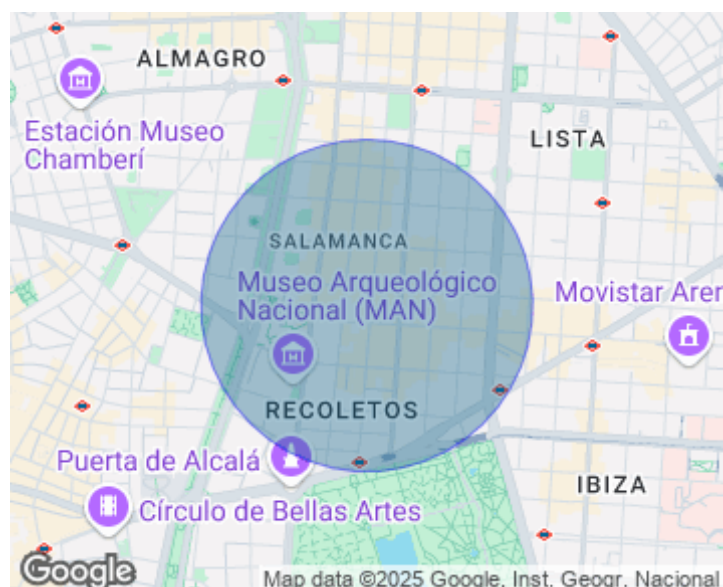 ALMAGRO
Estación Museo
Chamberí
LISTA
SALAMANCA
Museo Arqueológico
Nacional (MAN)
Movistar Arer
RECOLETOS
Puerta de Alcalá
IBIZA
Círculo de Bellas Artes
Google
Map data ©2025 Google, Inst. Geogr. Nacional